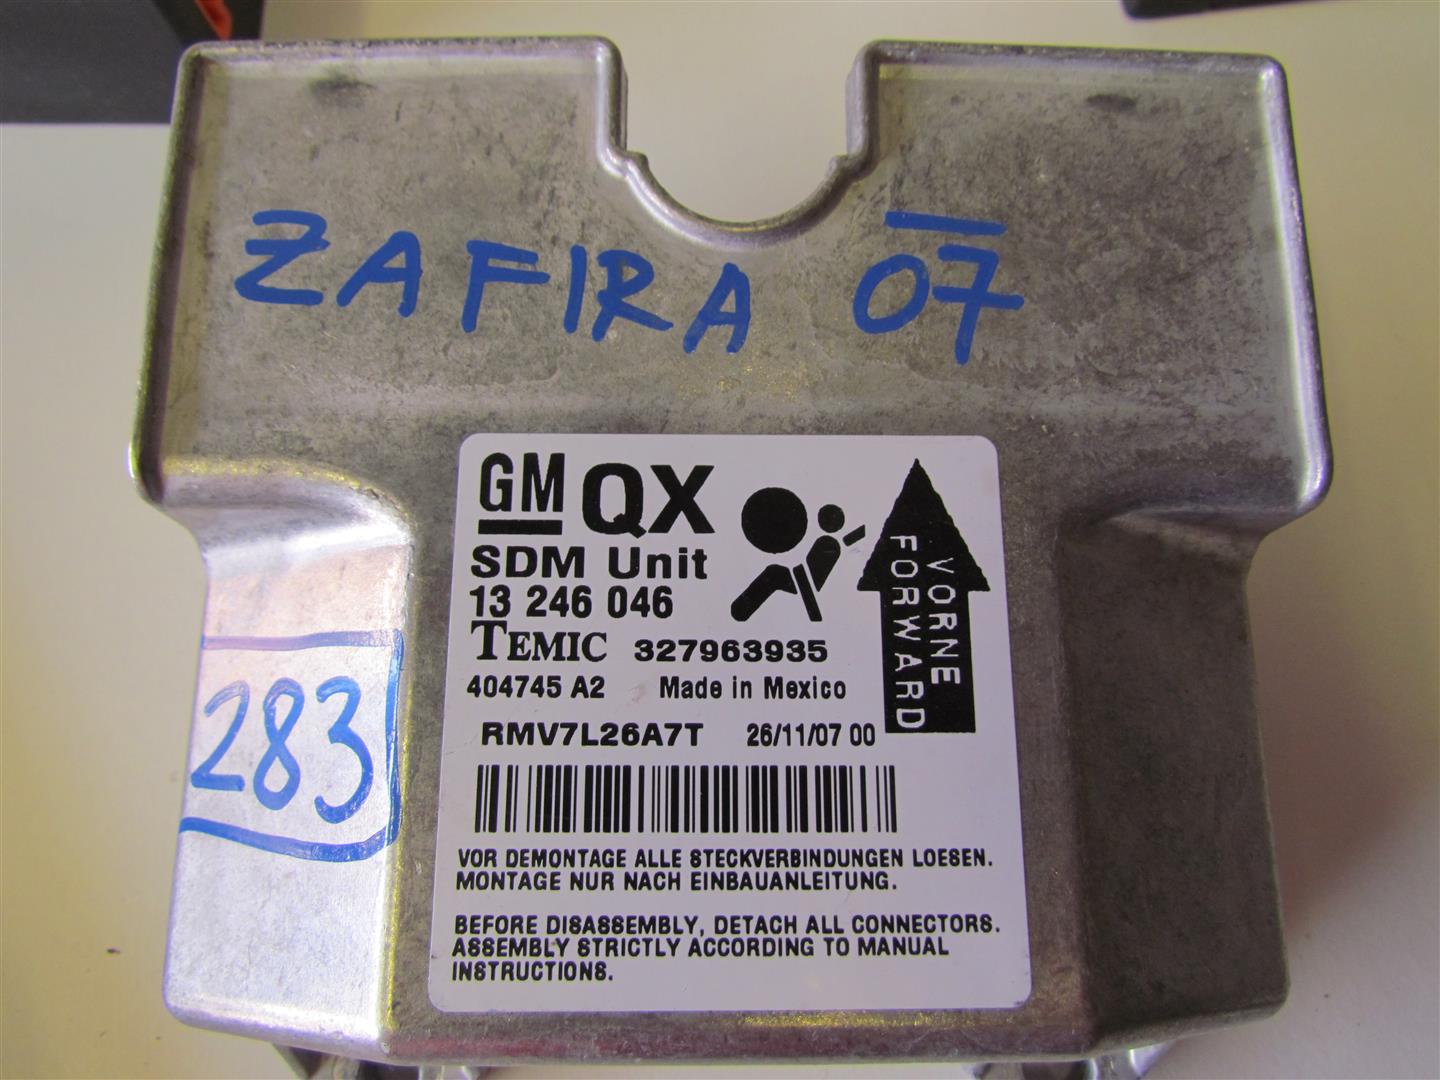 ZAFIRA 07
GM QX
SDM Unit
13 246 046
TEMIC 327963935
404745 A2 Made in Mexico
RMV7L26A7T 26/11/07 00
VORNE
FORWARD
283
VOR DEMONTAGE ALLE STECKVERBINDUNGEN LOESEN.
MONTAGE NUR NACH EINBAUANLEITUNG.
BEFORE DISASSEMBLY, DETACH ALL CONNECTORS.
ASSEMBLY STRICTLY ACCORDING TO MANUAL
INSTRUCTIONS.